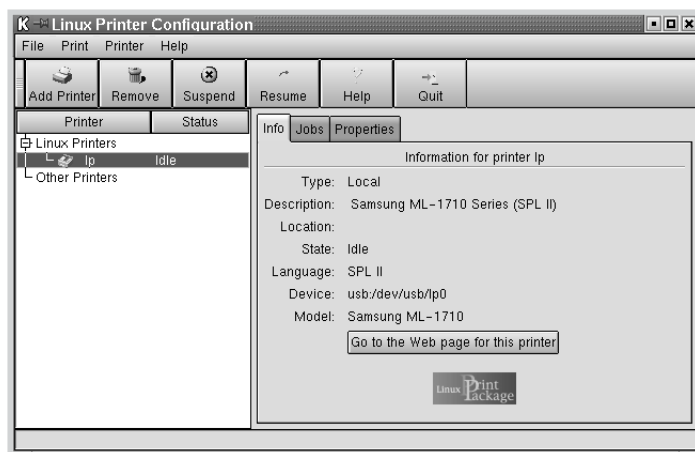 K Linux Printer Configuration
File Print Printer Help
Add Printer Remove Suspend Resume Help Quit
Printer Status
Linux Printers
lp Idle
Other Printers
Info Jobs Properties
Information for printer lp
Type: Local
Description: Samsung ML-1710 Series (SPL II)
Location:
State: Idle
Language: SPL II
Device: usb:/dev/usb/lp0
Model: Samsung ML-1710
Go to the Web page for this printer
Linux Print Package